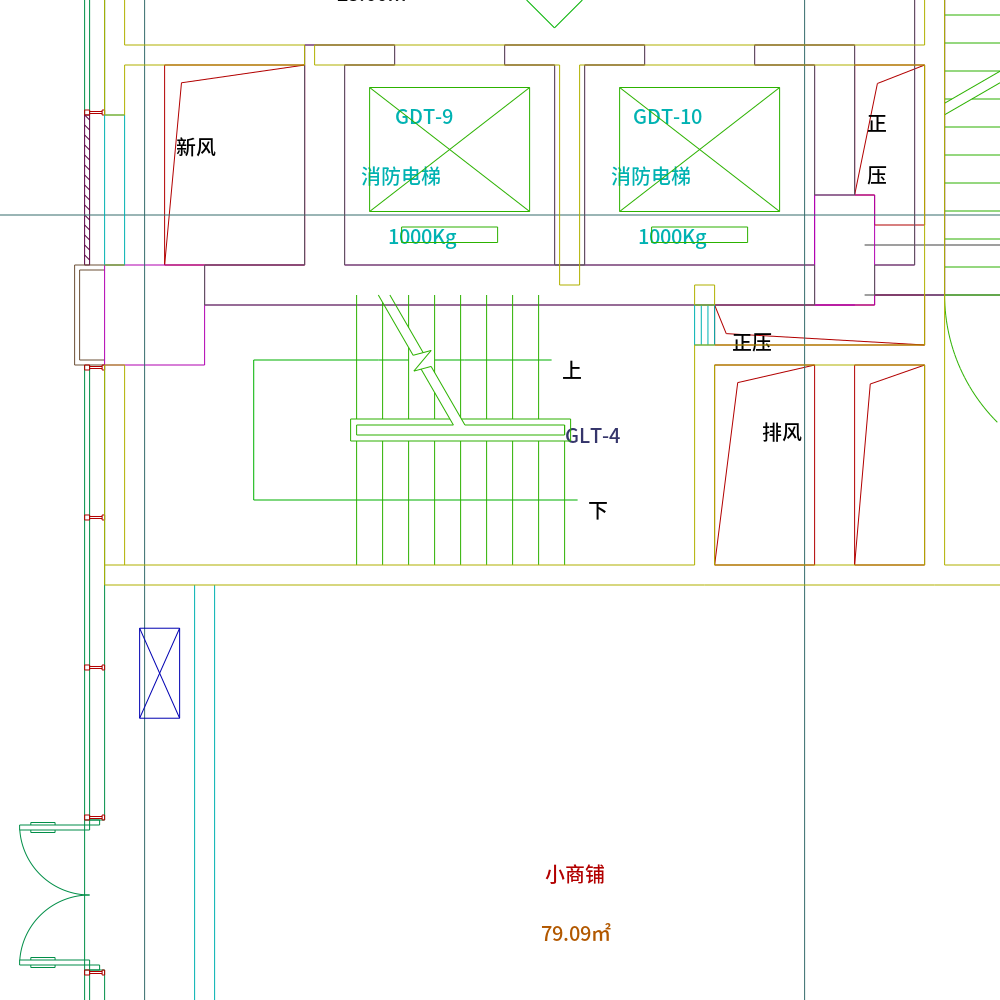 GDT-9
GDT-10
正
新风
压
消防电梯
消防电梯
1000Kg
1000Kg
正压
上
排风
GLT-4
下
小商铺
79.09㎡